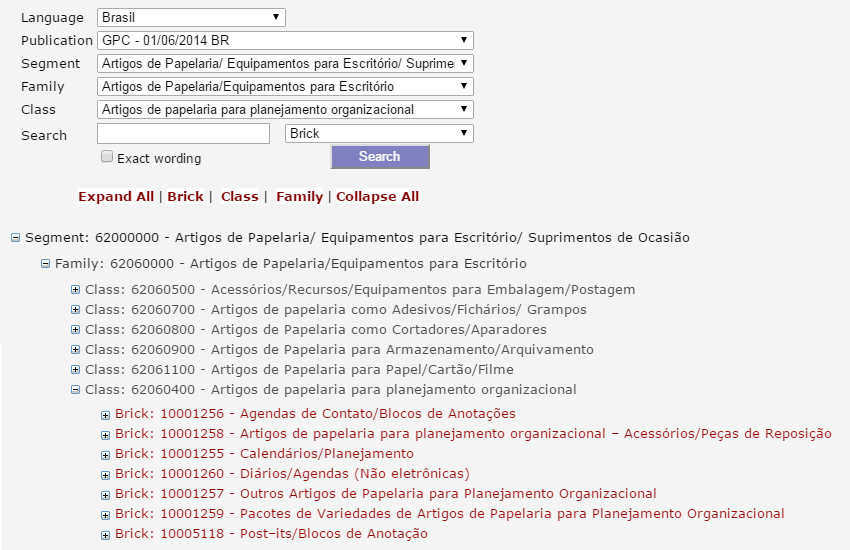 Language Brasil
Publication GPC - 01/06/2014 BR
Segment Artigos de Papelaria/ Equipamentos para Escritório/ Suprime
Family Artigos de Papelaria/Equipamentos para Escritório
Class Artigos de papelaria para planejamento organizacional
Search Brick
Exact wording Search
Expand All | Brick | Class | Family | Collapse All
Segment: 62000000 - Artigos de Papelaria/ Equipamentos para Escritório/ Suprimentos de Ocasião
Family: 62060000 - Artigos de Papelaria/Equipamentos para Escritório
Class: 62060500 - Acessórios/Recursos/Equipamentos para Embalagem/Postagem
Class: 62060700 - Artigos de papelaria como Adesivos/Fichários/ Grampos
Class: 62060800 - Artigos de Papelaria como Cortadores/Aparadores
Class: 62060900 - Artigos de Papelaria para Armazenamento/Arquivamento
Class: 62061100 - Artigos de Papelaria para Papel/Cartão/Filme
Class: 62060400 - Artigos de papelaria para planejamento organizacional
Brick: 10001256 - Agendas de Contato/Blocos de Anotações
Brick: 10001258 - Artigos de papelaria para planejamento organizacional – Acessórios/Peças de Reposição
Brick: 10001255 - Calendários/Planejamento
Brick: 10001260 - Diários/Agendas (Não eletrônicas)
Brick: 10001257 - Outros Artigos de Papelaria para Planejamento Organizacional
Brick: 10001259 - Pacotes de Variedades de Artigos de Papelaria para Planejamento Organizacional
Brick: 10005118 - Post–its/Blocos de Anotação